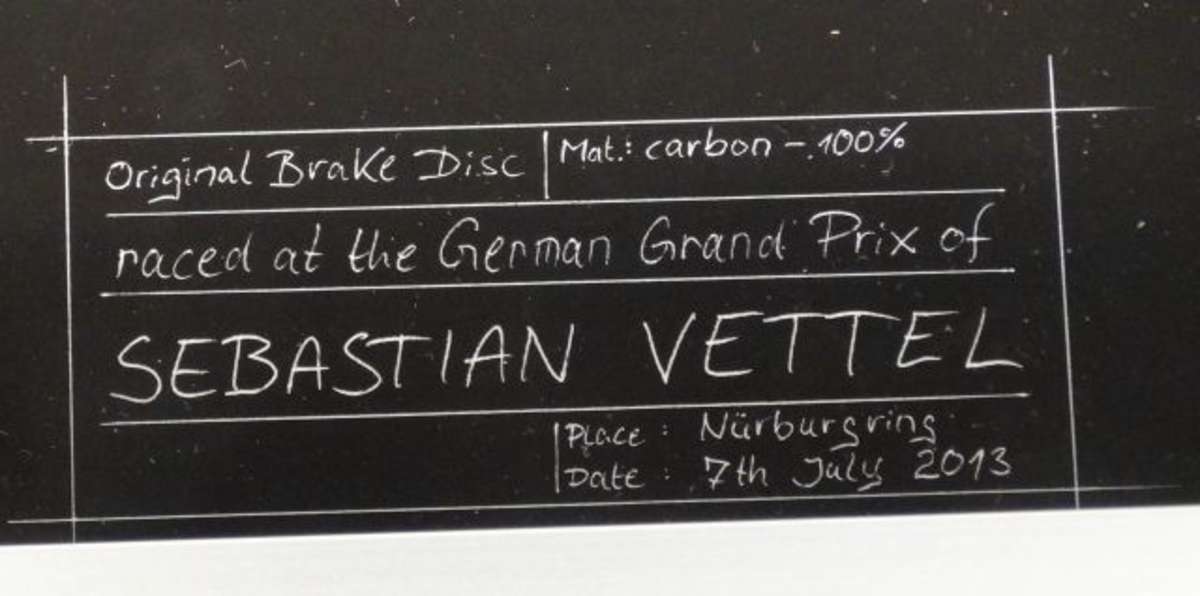 Original Brake Disc | Mat.: carbon - 100%
raced at the German Grand Prix of
SEBASTIAN VETTEL
Place : Nürburgring
Date : 7th July 2013